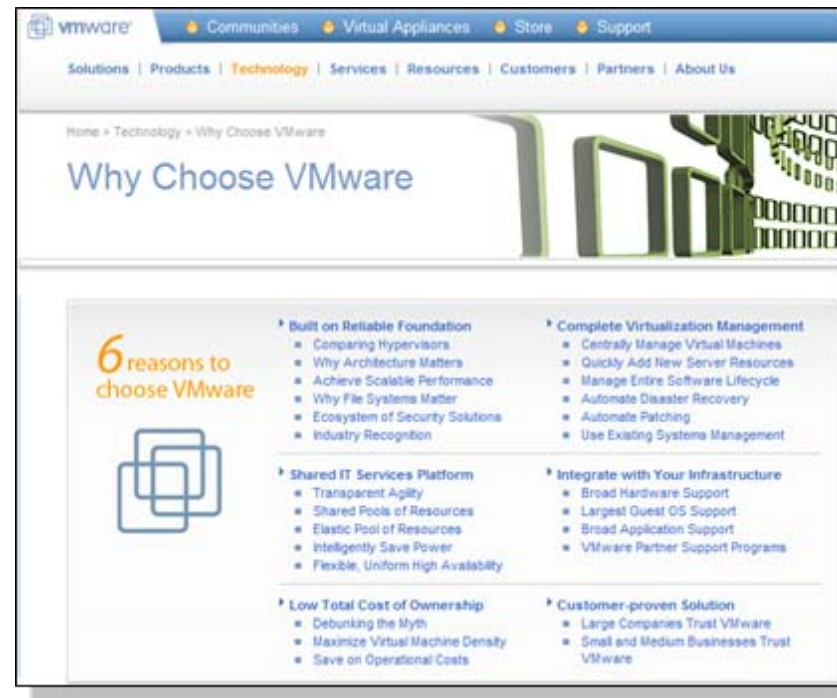 vmware Communities Virtual Appliances Store Support
Solutions | Products | Technology | Services | Resources | Customers | Partners | About Us
Home > Technology > Why Choose VMware
Why Choose VMware
6 reasons to
choose VMware
Built on Reliable Foundation
Comparing Hypervisors
Why Architecture Matters
Achieve Scalable Performance
Why File Systems Matter
Ecosystem of Security Solutions
Industry Recognition
Complete Virtualization Management
Centrally Manage Virtual Machines
Quickly Add New Server Resources
Manage Entire Software Lifecycle
Automate Disaster Recovery
Automate Patching
Use Existing Systems Management
Shared IT Services Platform
Transparent Agility
Shared Pools of Resources
Elastic Pool of Resources
Intelligently Save Power
Flexible, Uniform High Availability
Integrate with Your Infrastructure
Broad Hardware Support
Largest Guest OS Support
Broad Application Support
VMware Partner Support Programs
Low Total Cost of Ownership
Debunking the Myth
Maximize Virtual Machine Density
Save on Operational Costs
Customer-proven Solution
Large Companies Trust VMware
Small and Medium Businesses Trust
VMware